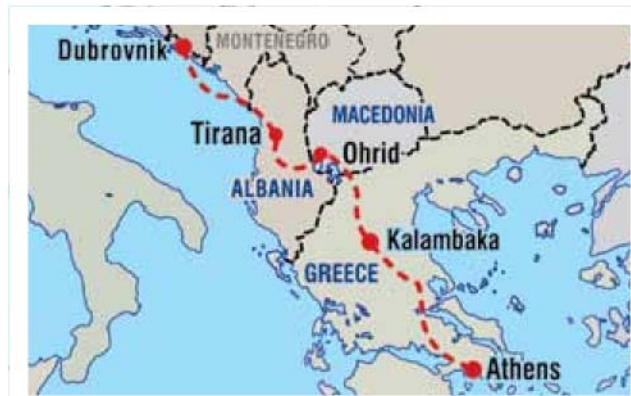 Dubrovnik
MONTENEGRO
MACEDONIA
Tirana
Ohrid
ALBANIA
Kalambaka
GREECE
Athens